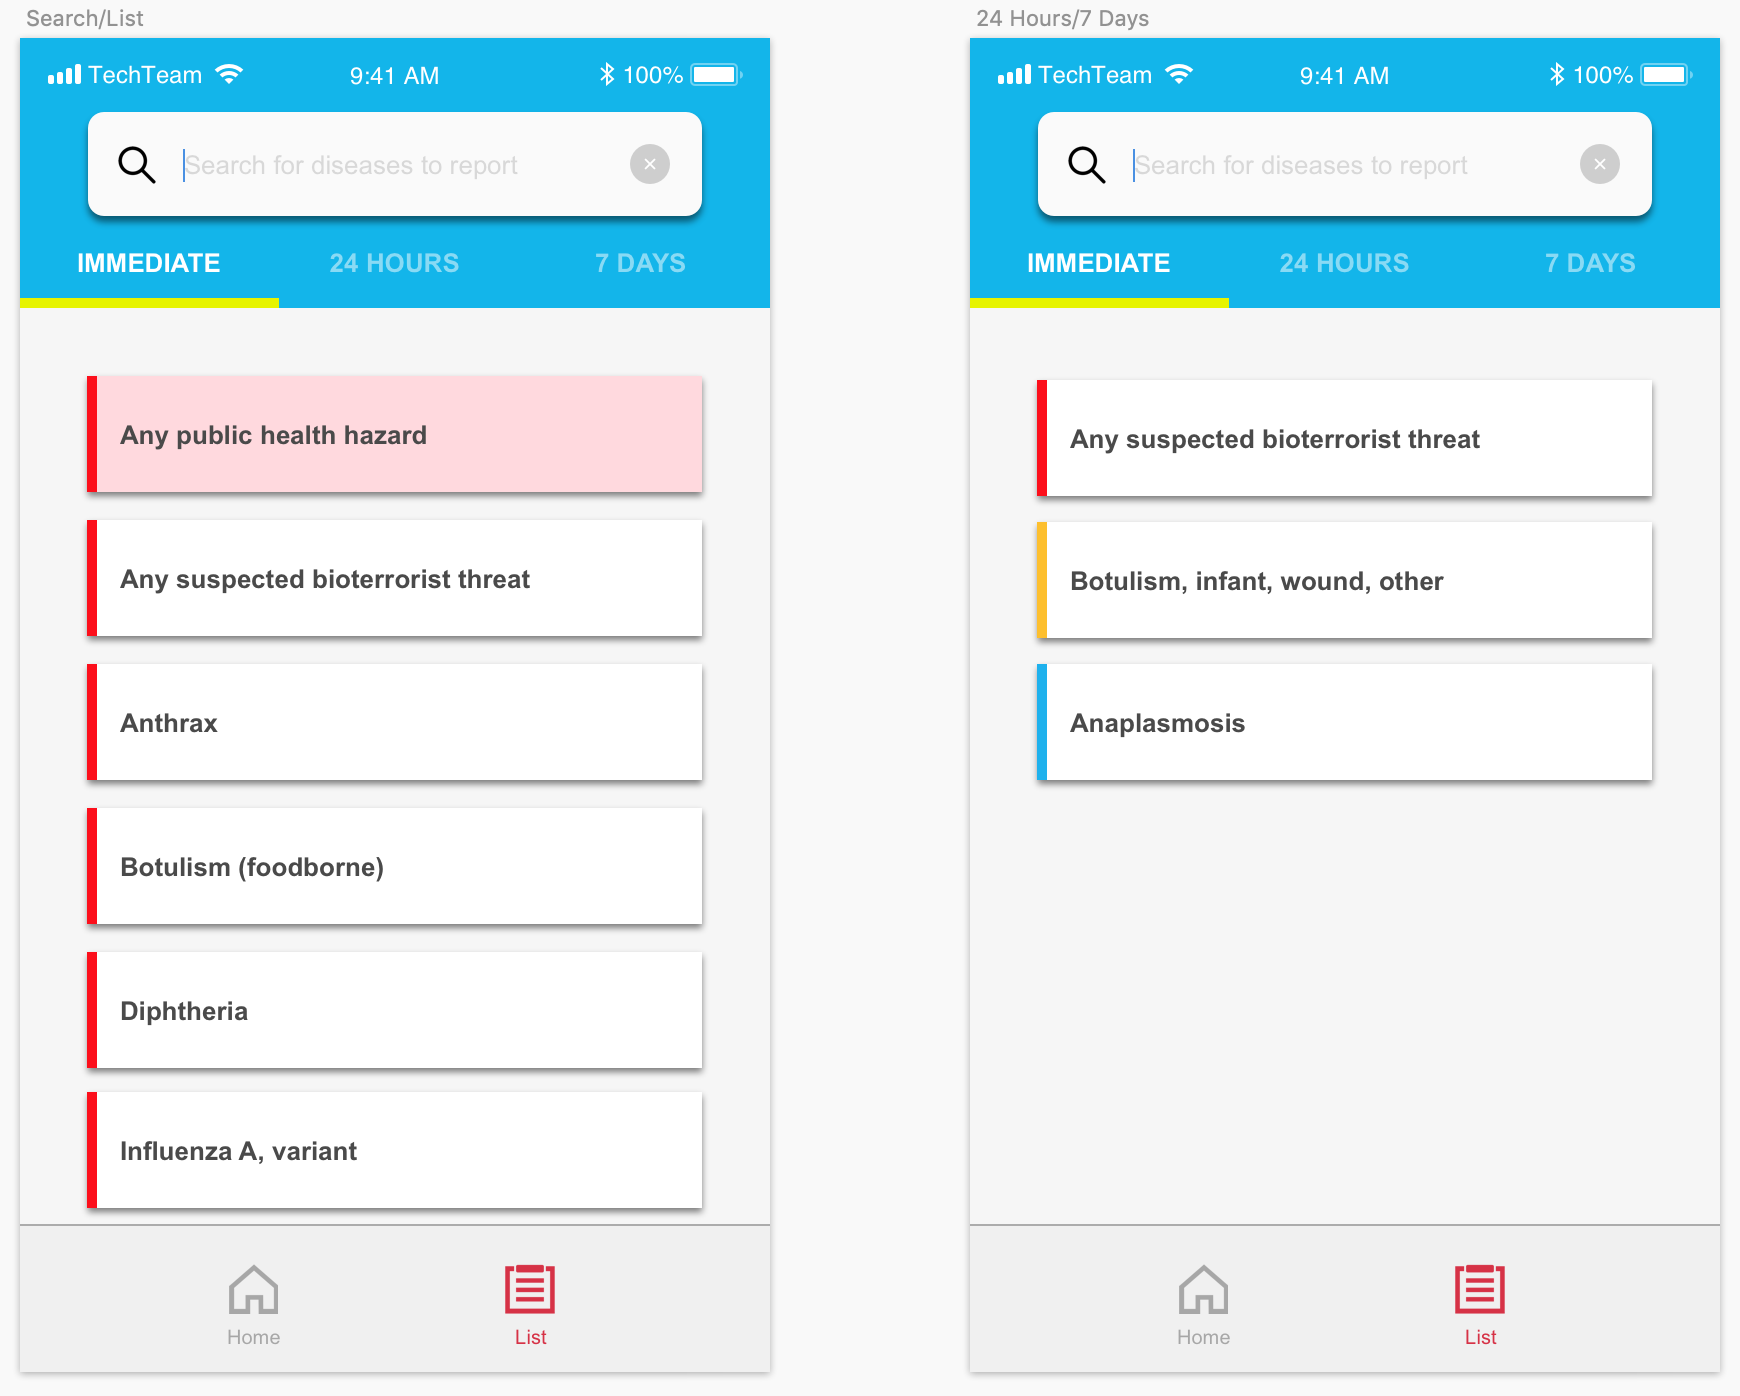 Search/List
TechTeam 9:41 AM 100%
Search for diseases to report
IMMEDIATE 24 HOURS 7 DAYS
Any public health hazard
Any suspected bioterrorist threat
Anthrax
Botulism (foodborne)
Diphtheria
Influenza A, variant
Home List
24 Hours/7 Days
TechTeam 9:41 AM 100%
Search for diseases to report
IMMEDIATE 24 HOURS 7 DAYS
Any suspected bioterrorist threat
Botulism, infant, wound, other
Anaplasmosis
Home List